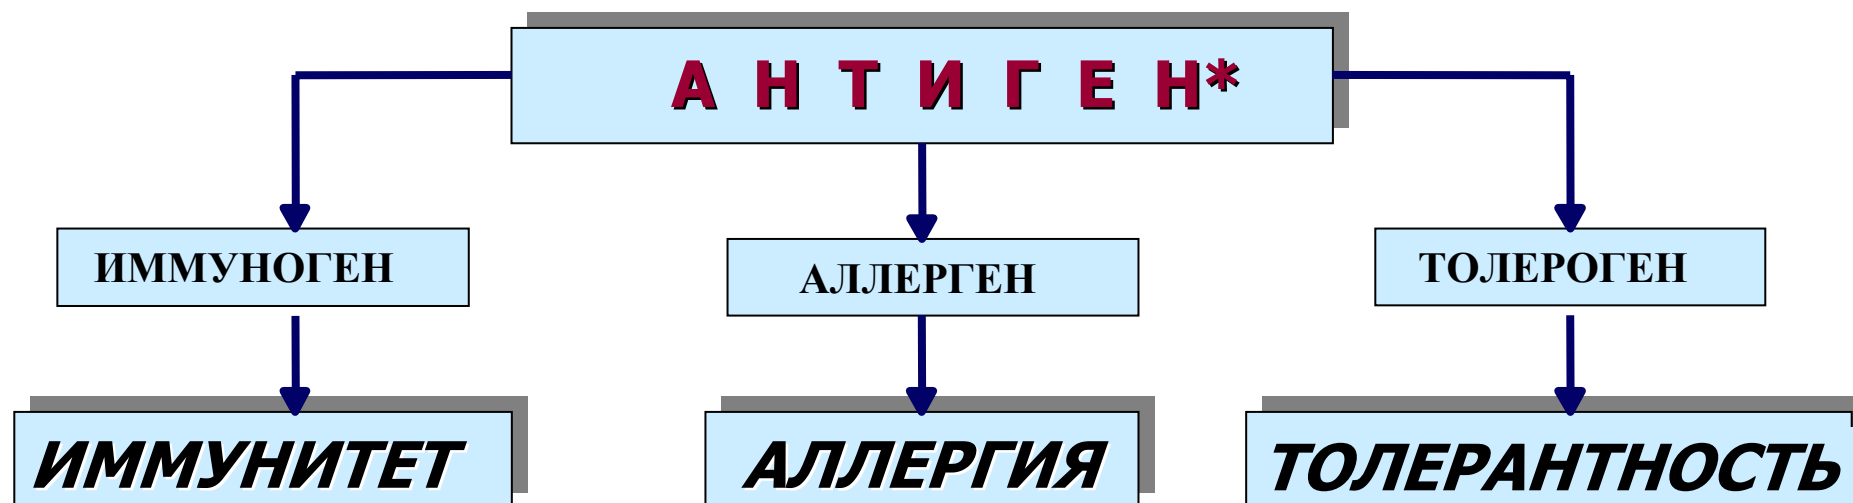 А Н Т И Г Е Н*
ИММУНОГЕН
АЛЛЕРГЕН
ТОЛЕРОГЕН
ИММУНИТЕТ
АЛЛЕРГИЯ
ТОЛЕРАНТНОСТЬ